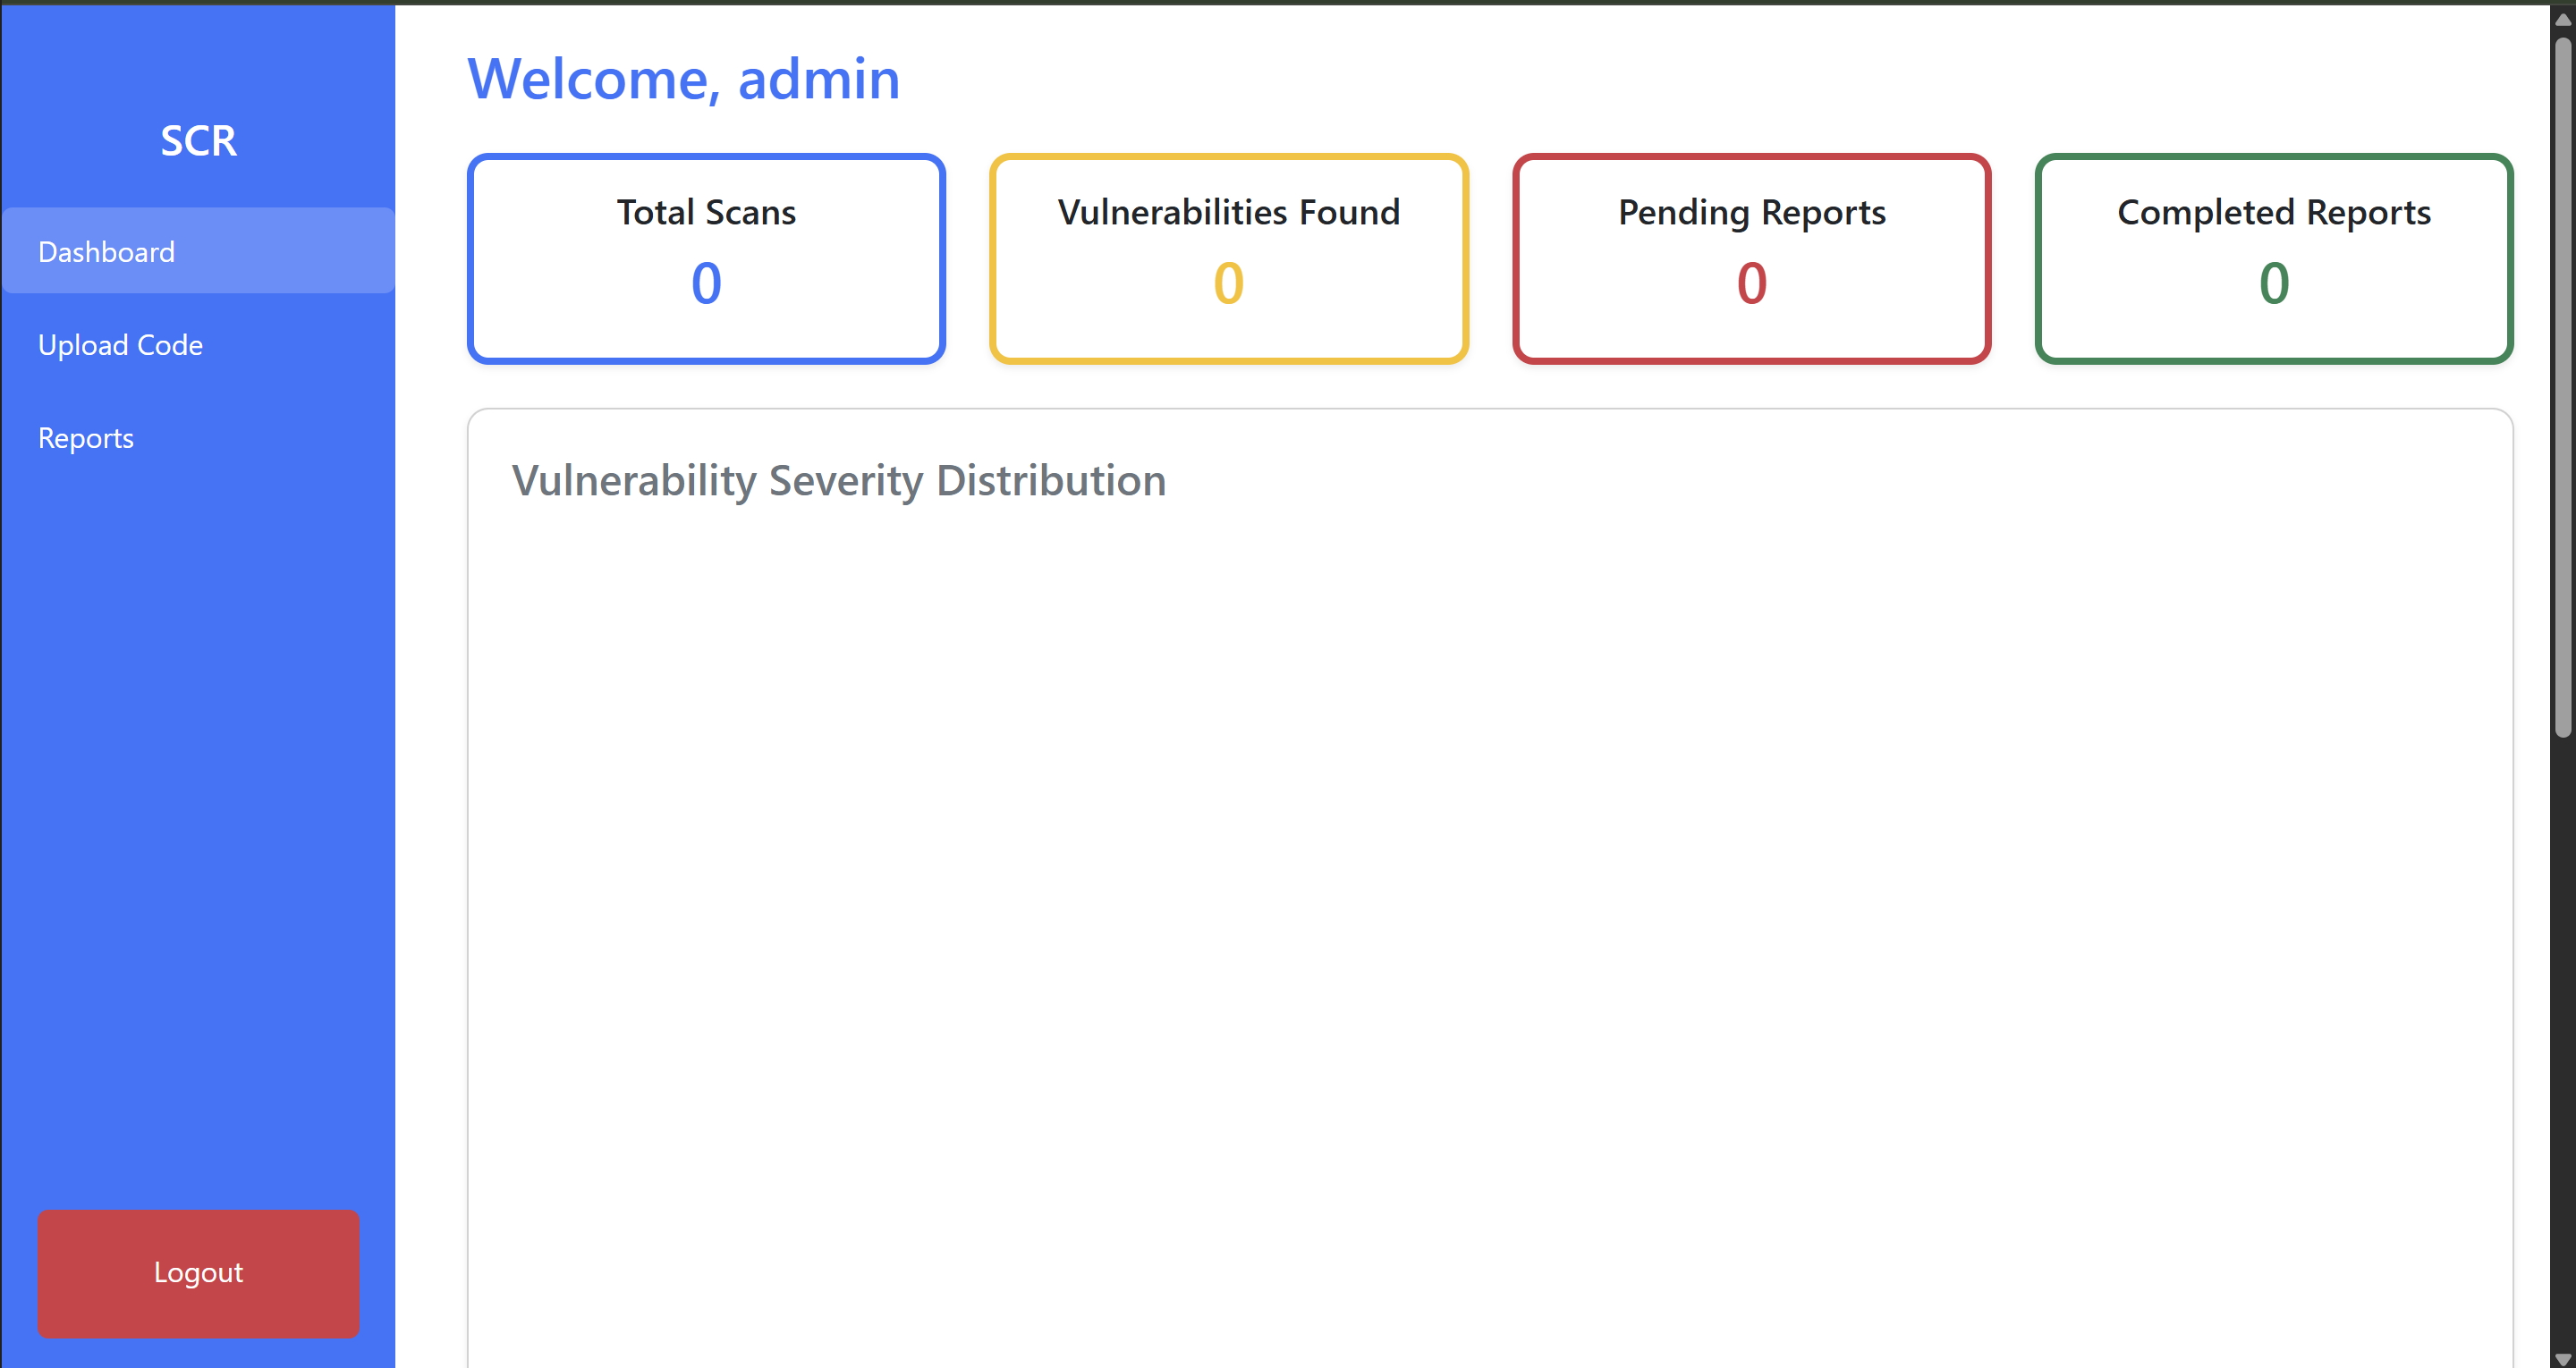 SCR
Dashboard
Upload Code
Reports
Logout
Welcome, admin
Total Scans
0
Vulnerabilities Found
0
Pending Reports
0
Completed Reports
0
Vulnerability Severity Distribution